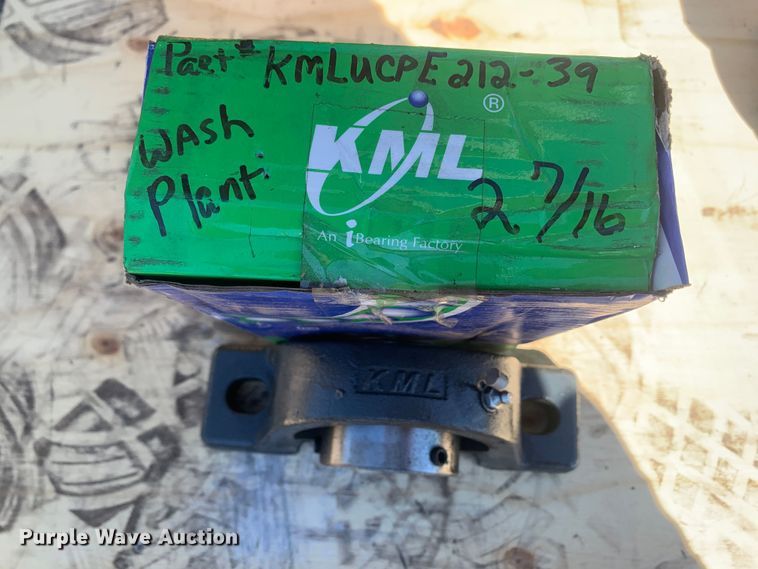 Part# KMLUCPE212-39
WASh
Plant
KML®
2 7/16
An iBearing Factory
KML
Purple Wave Auction